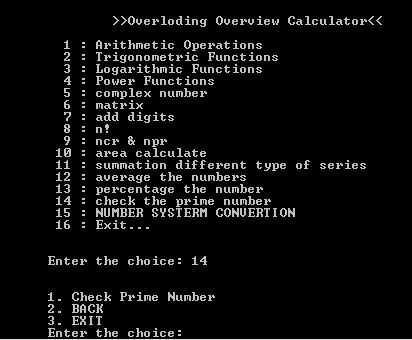 >>Overloding Overview Calculator<<
1 : Arithmetic Operations
2 : Trigonometric Functions
3 : Logarithmic Functions
4 : Power Functions
5 : complex number
6 : matrix
7 : add digits
8 : n!
9 : ncr & npr
10 : area calculate
11 : summation different type of series
12 : average the numbers
13 : percentage the number
14 : check the prime number
15 : NUMBER SYSTERM CONVERTION
16 : Exit...
Enter the choice: 14
1. Check Prime Number
2. BACK
3. EXIT
Enter the choice: